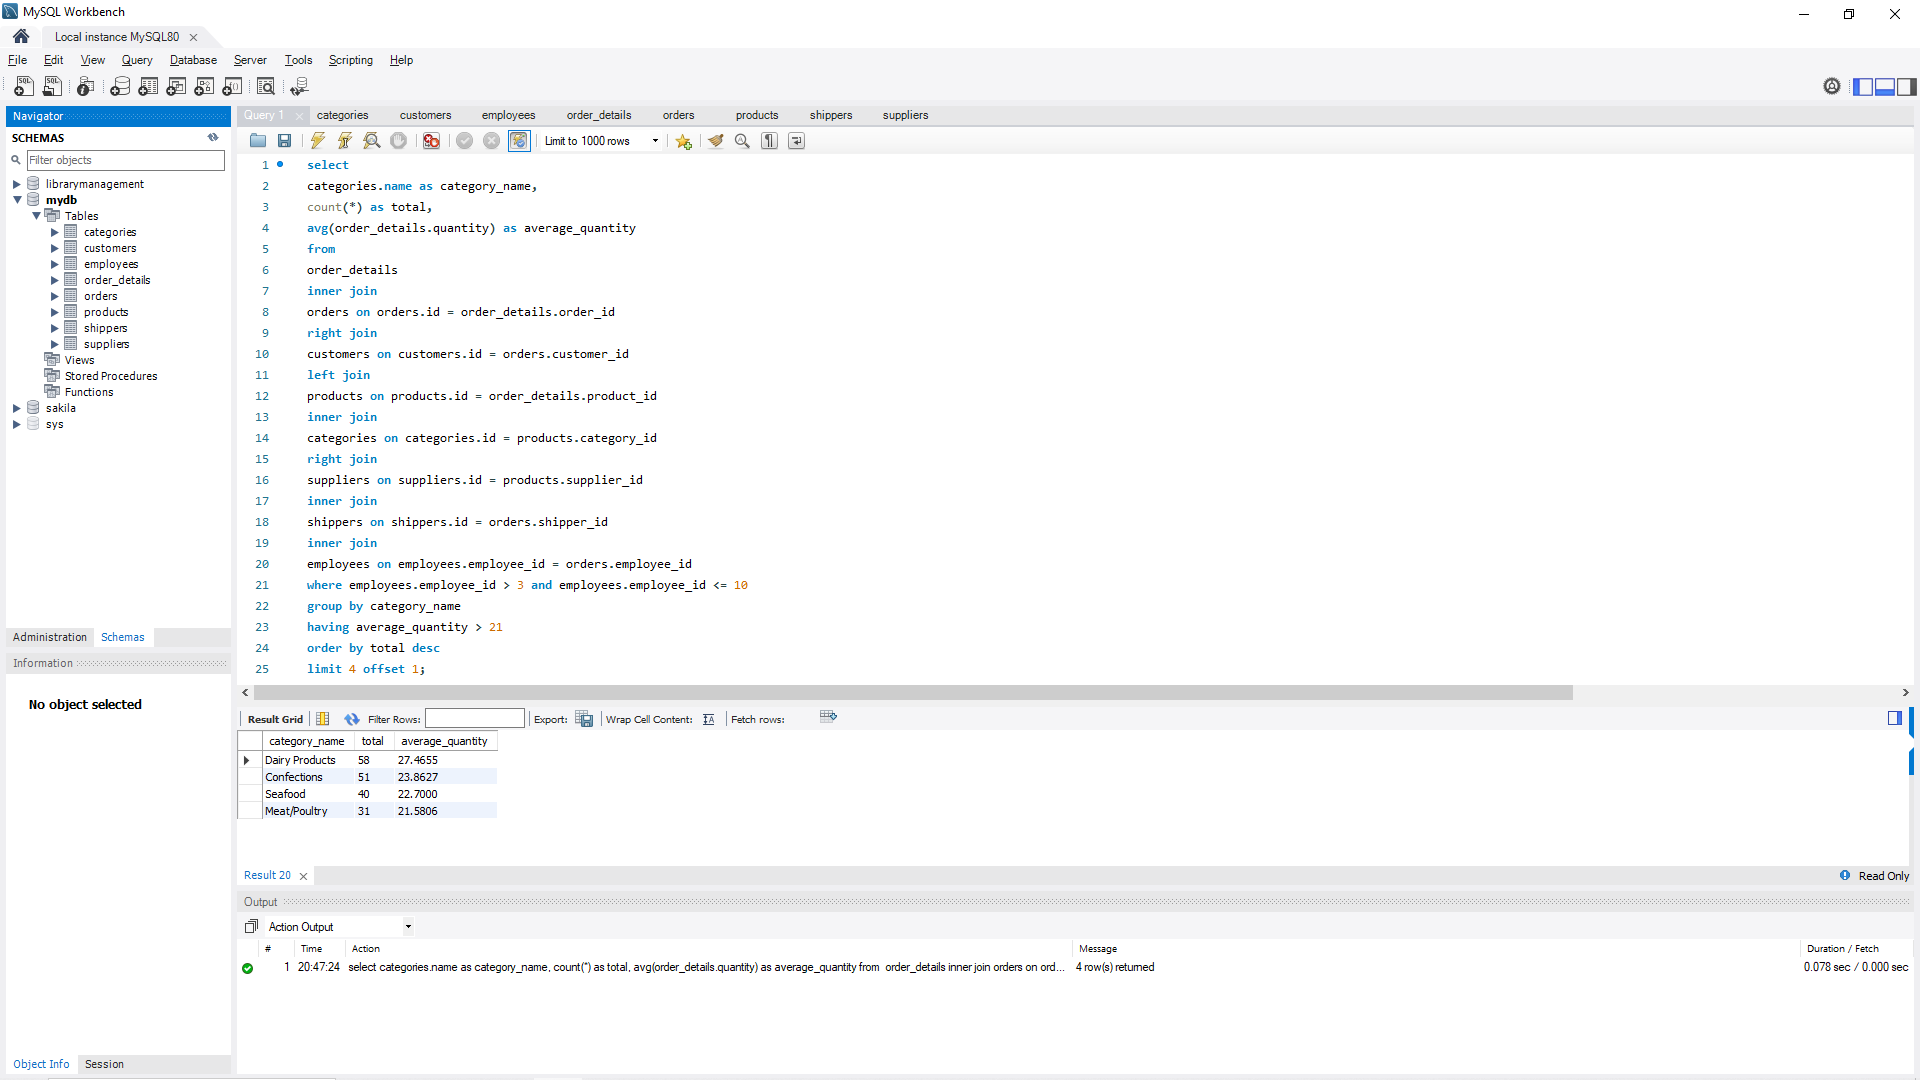 MySQL Workbench
Local instance MySQL80
File Edit View Query Database Server Tools Scripting Help
Navigator
SCHEMAS
Filter objects
librarymanagement
mydb
Tables
categories
customers
employees
order_details
orders
products
shippers
suppliers
Views
Stored Procedures
Functions
sakila
sys
Administration Schemas
Information
No object selected
Object Info Session
Query 1 categories customers employees order_details orders products shippers suppliers
Limit to 1000 rows
1 select
2 categories.name as category_name,
3 count(*) as total,
4 avg(order_details.quantity) as average_quantity
5 from
6 order_details
7 inner join
8 orders on orders.id = order_details.order_id
9 right join
10 customers on customers.id = orders.customer_id
11 left join
12 products on products.id = order_details.product_id
13 inner join
14 categories on categories.id = products.category_id
15 right join
16 suppliers on suppliers.id = products.supplier_id
17 inner join
18 shippers on shippers.id = orders.shipper_id
19 inner join
20 employees on employees.employee_id = orders.employee_id
21 where employees.employee_id > 3 and employees.employee_id <= 10
22 group by category_name
23 having average_quantity > 21
24 order by total desc
25 limit 4 offset 1;
Result Grid Filter Rows: Export: Wrap Cell Content: Fetch rows:
category_name total average_quantity
Dairy Products 58 27.4655
Confections 51 23.8627
Seafood 40 22.7000
Meat/Poultry 31 21.5806
Result 20 Read Only
Output
Action Output
# Time Action Message Duration / Fetch
1 20:47:24 select categories.name as category_name, count(*) as total, avg(order_details.quantity) as average_quantity from order_details inner join orders on ord... 4 row(s) returned 0.078 sec / 0.000 sec